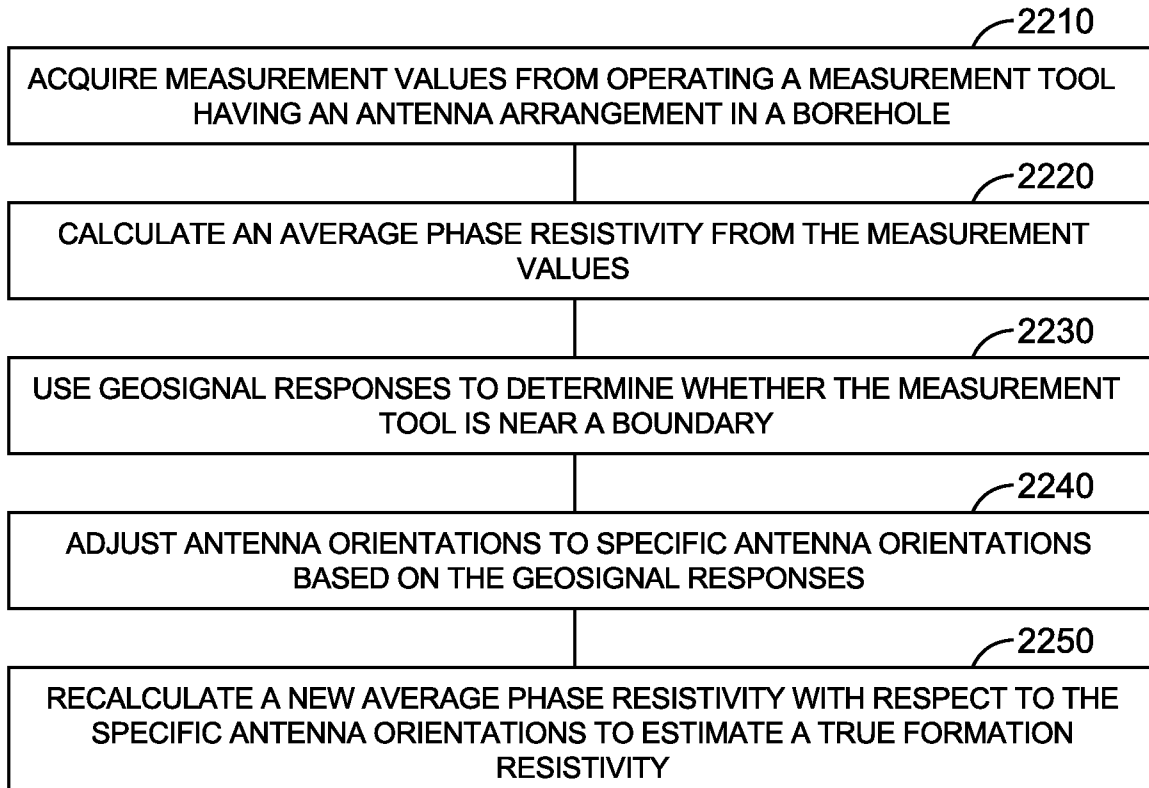 2210
ACQUIRE MEASUREMENT VALUES FROM OPERATING A MEASUREMENT TOOL
HAVING AN ANTENNA ARRANGEMENT IN A BOREHOLE
2220
CALCULATE AN AVERAGE PHASE RESISTIVITY FROM THE MEASUREMENT
VALUES
2230
USE GEOSIGNAL RESPONSES TO DETERMINE WHETHER THE MEASUREMENT
TOOL IS NEAR A BOUNDARY
2240
ADJUST ANTENNA ORIENTATIONS TO SPECIFIC ANTENNA ORIENTATIONS
BASED ON THE GEOSIGNAL RESPONSES
2250
RECALCULATE A NEW AVERAGE PHASE RESISTIVITY WITH RESPECT TO THE
SPECIFIC ANTENNA ORIENTATIONS TO ESTIMATE A TRUE FORMATION
RESISTIVITY